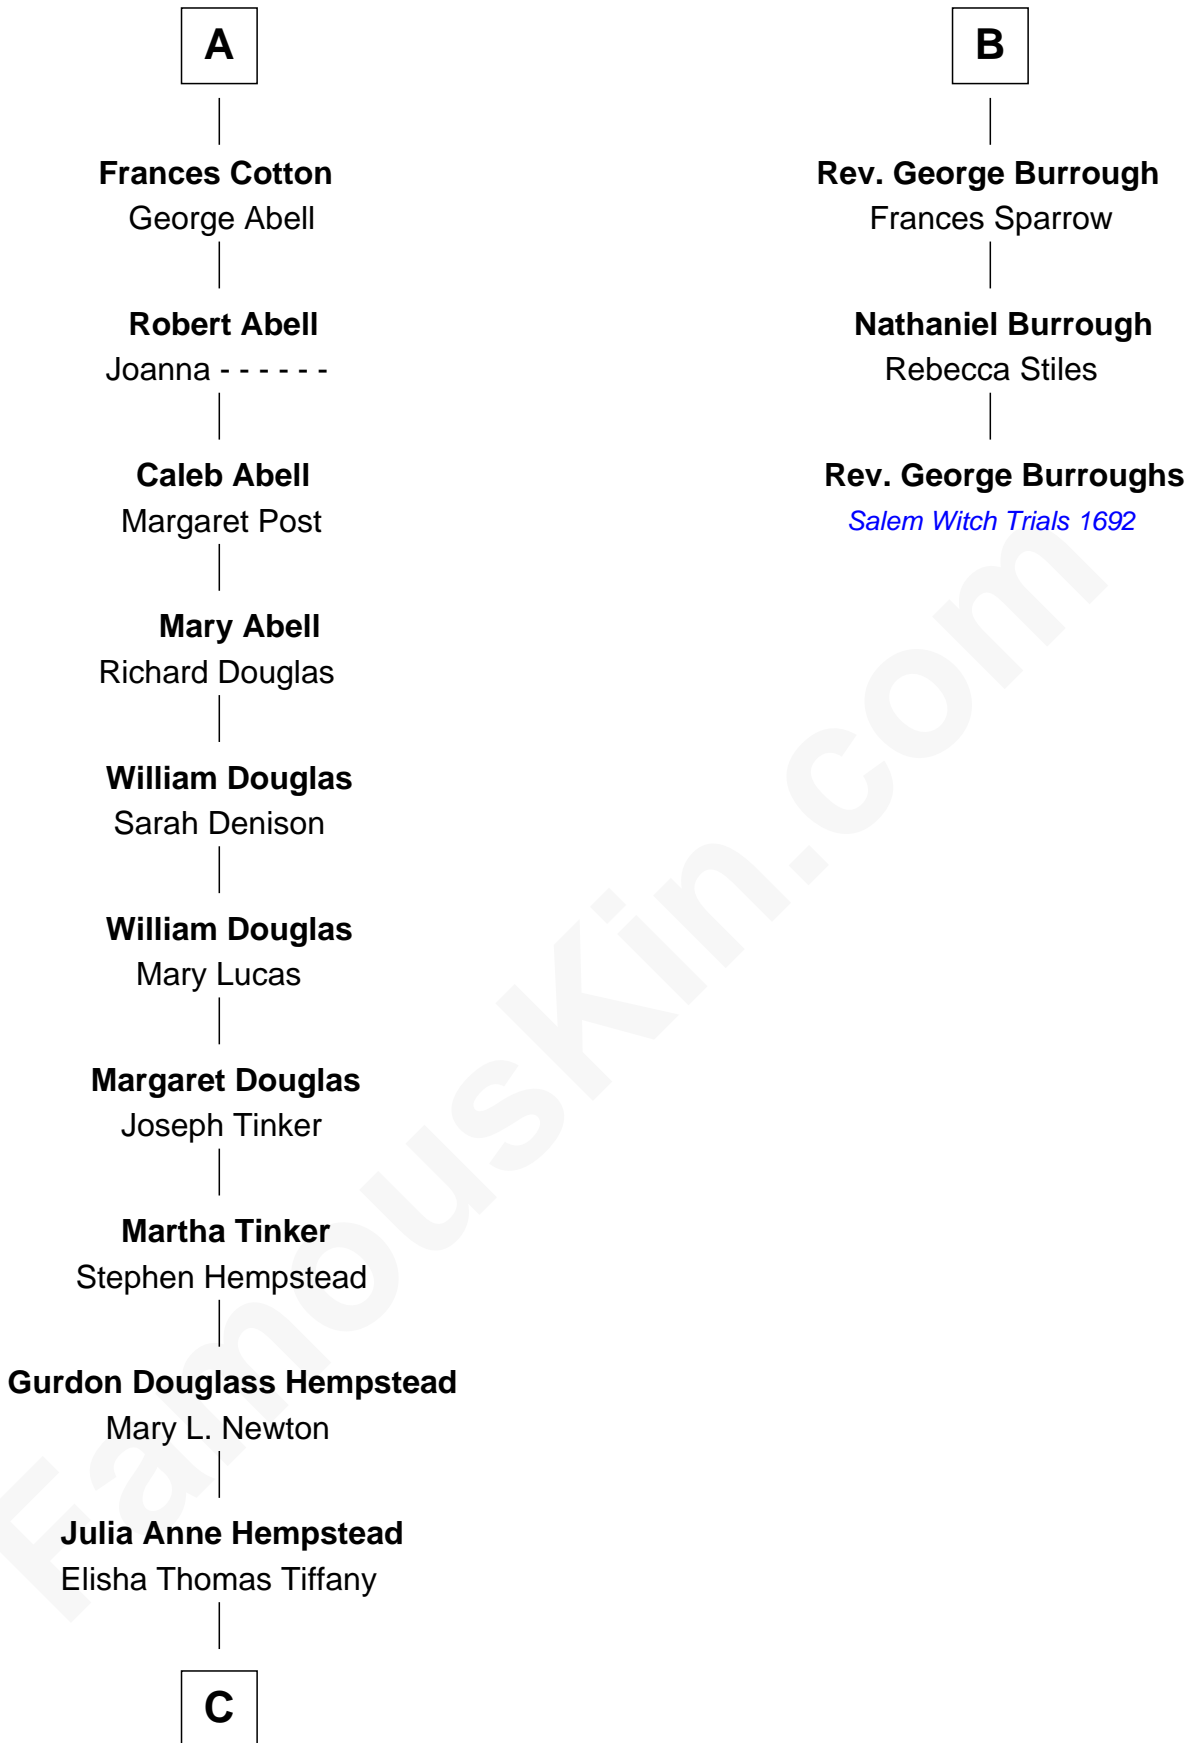 A
Frances Cotton
George Abell
Robert Abell
Joanna - - - - - -
Caleb Abell
Margaret Post
Mary Abell
Richard Douglas
William Douglas
Sarah Denison
William Douglas
Mary Lucas
Margaret Douglas
Joseph Tinker
Martha Tinker
Stephen Hempstead
Gurdon Douglass Hempstead
Mary L. Newton
Julia Anne Hempstead
Elisha Thomas Tiffany
C
B
Rev. George Burrough
Frances Sparrow
Nathaniel Burrough
Rebecca Stiles
Rev. George Burroughs
Salem Witch Trials 1692
FamousKin.com